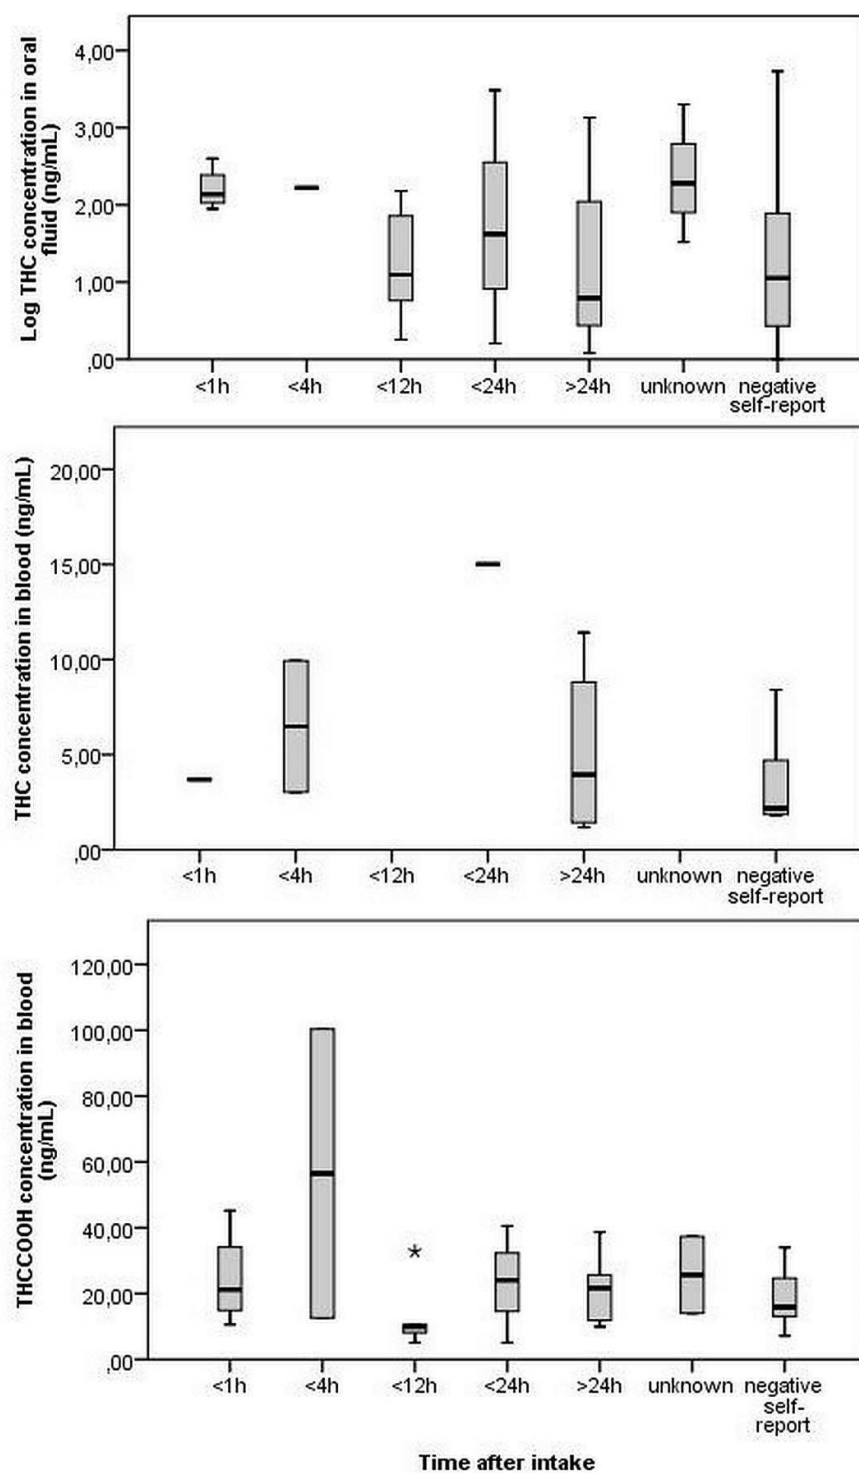 Log THC concentration in oral
fluid (ng/mL)
4,00
3,00
2,00
1,00
,00
<1h
<4h
<12h
<24h
>24h
unknown
negative
self-report
THC concentration in blood (ng/mL)
20,00
15,00
10,00
5,00
,00
<1h
<4h
<12h
<24h
>24h
unknown
negative
self-report
THCCOOH concentration in blood
(ng/mL)
120,00
100,00
80,00
60,00
40,00
20,00
,00
*
<1h
<4h
<12h
<24h
>24h
unknown
negative
self-
report
Time after intake